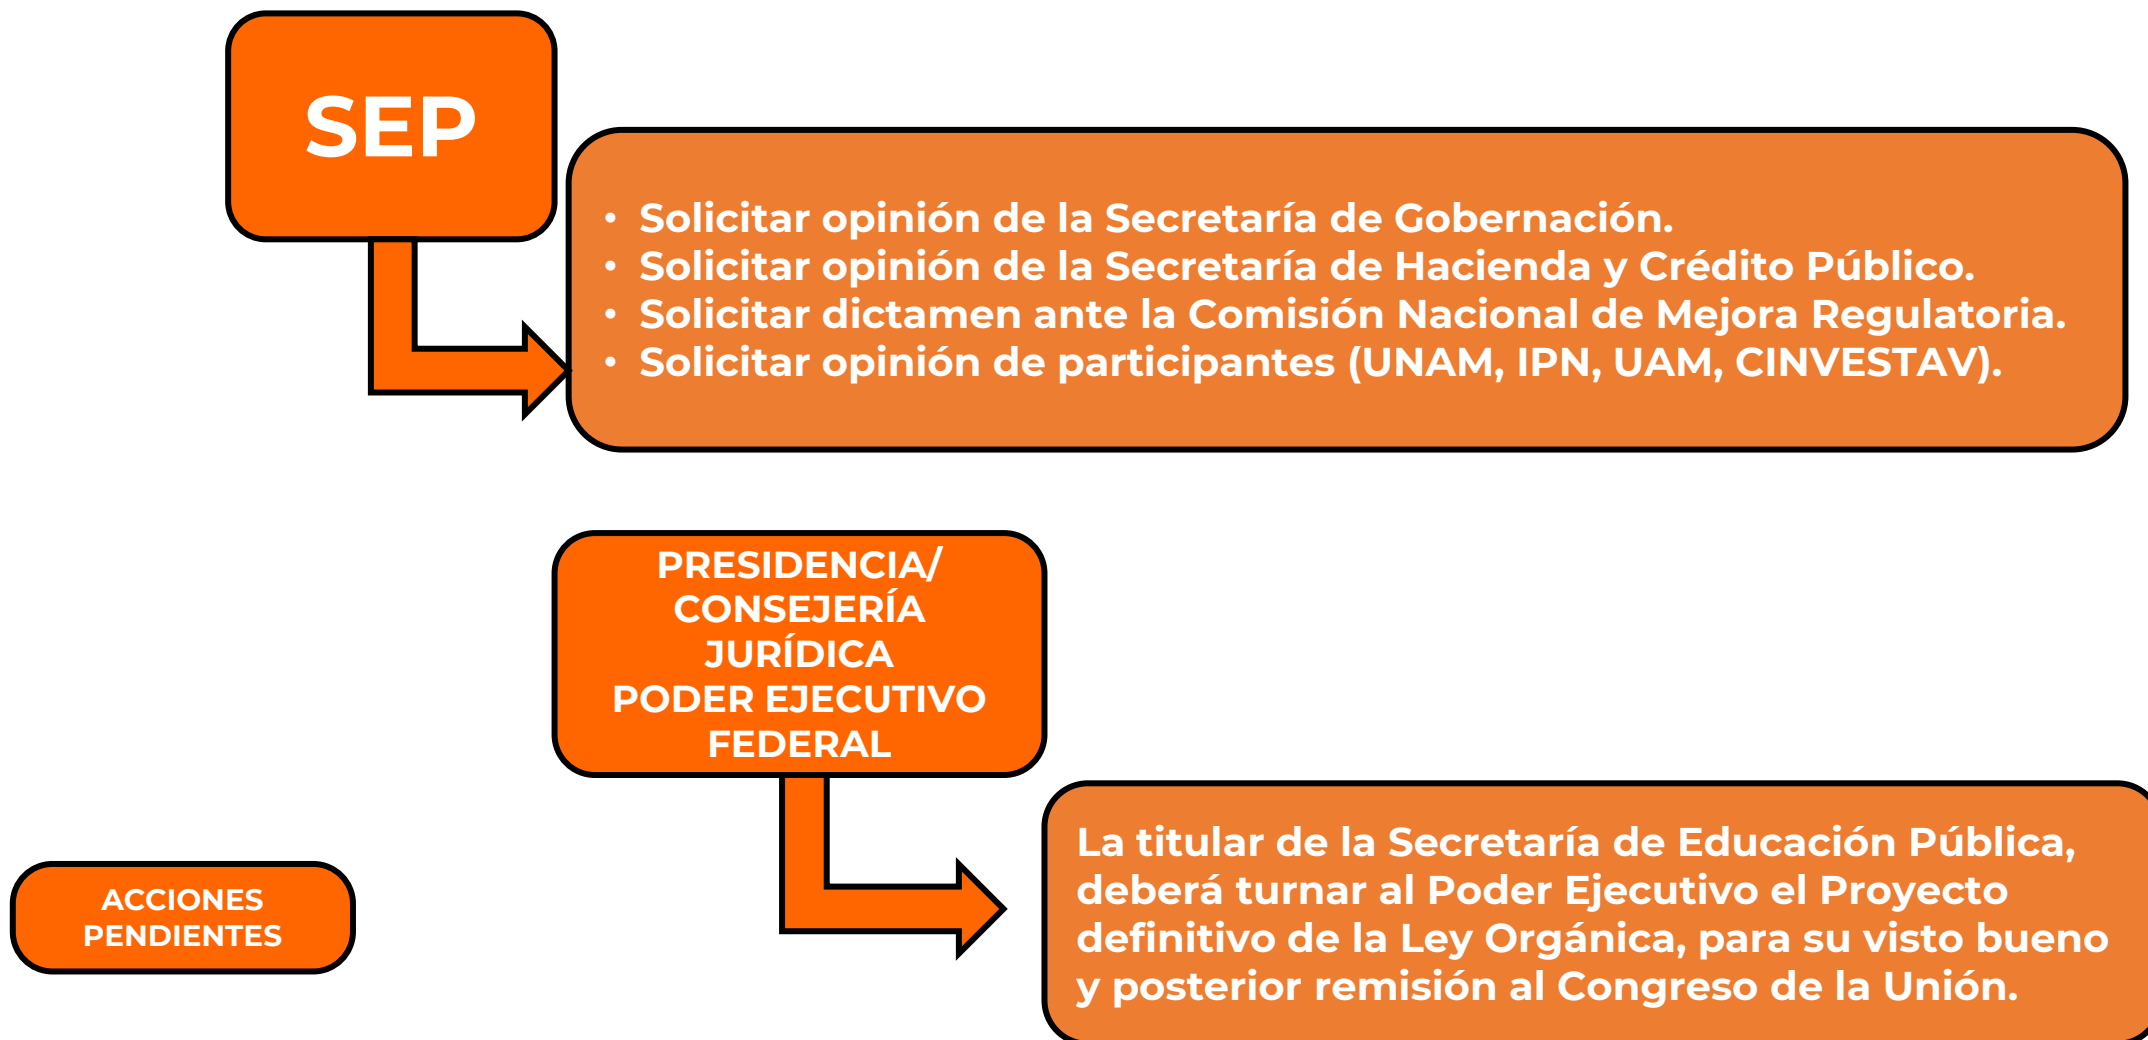 SEP
• Solicitar opinión de la Secretaría de Gobernación.
• Solicitar opinión de la Secretaría de Hacienda y Crédito Público.
• Solicitar dictamen ante la Comisión Nacional de Mejora Regulatoria.
• Solicitar opinión de participantes (UNAM, IPN, UAM, CINVESTAV).
PRESIDENCIA/
CONSEJERÍA
JURÍDICA
PODER EJECUTIVO
FEDERAL
La titular de la Secretaría de Educación Pública,
deberá turnar al Poder Ejecutivo el Proyecto
definitivo de la Ley Orgánica, para su visto bueno
y posterior remisión al Congreso de la Unión.
ACCIONES
PENDIENTES